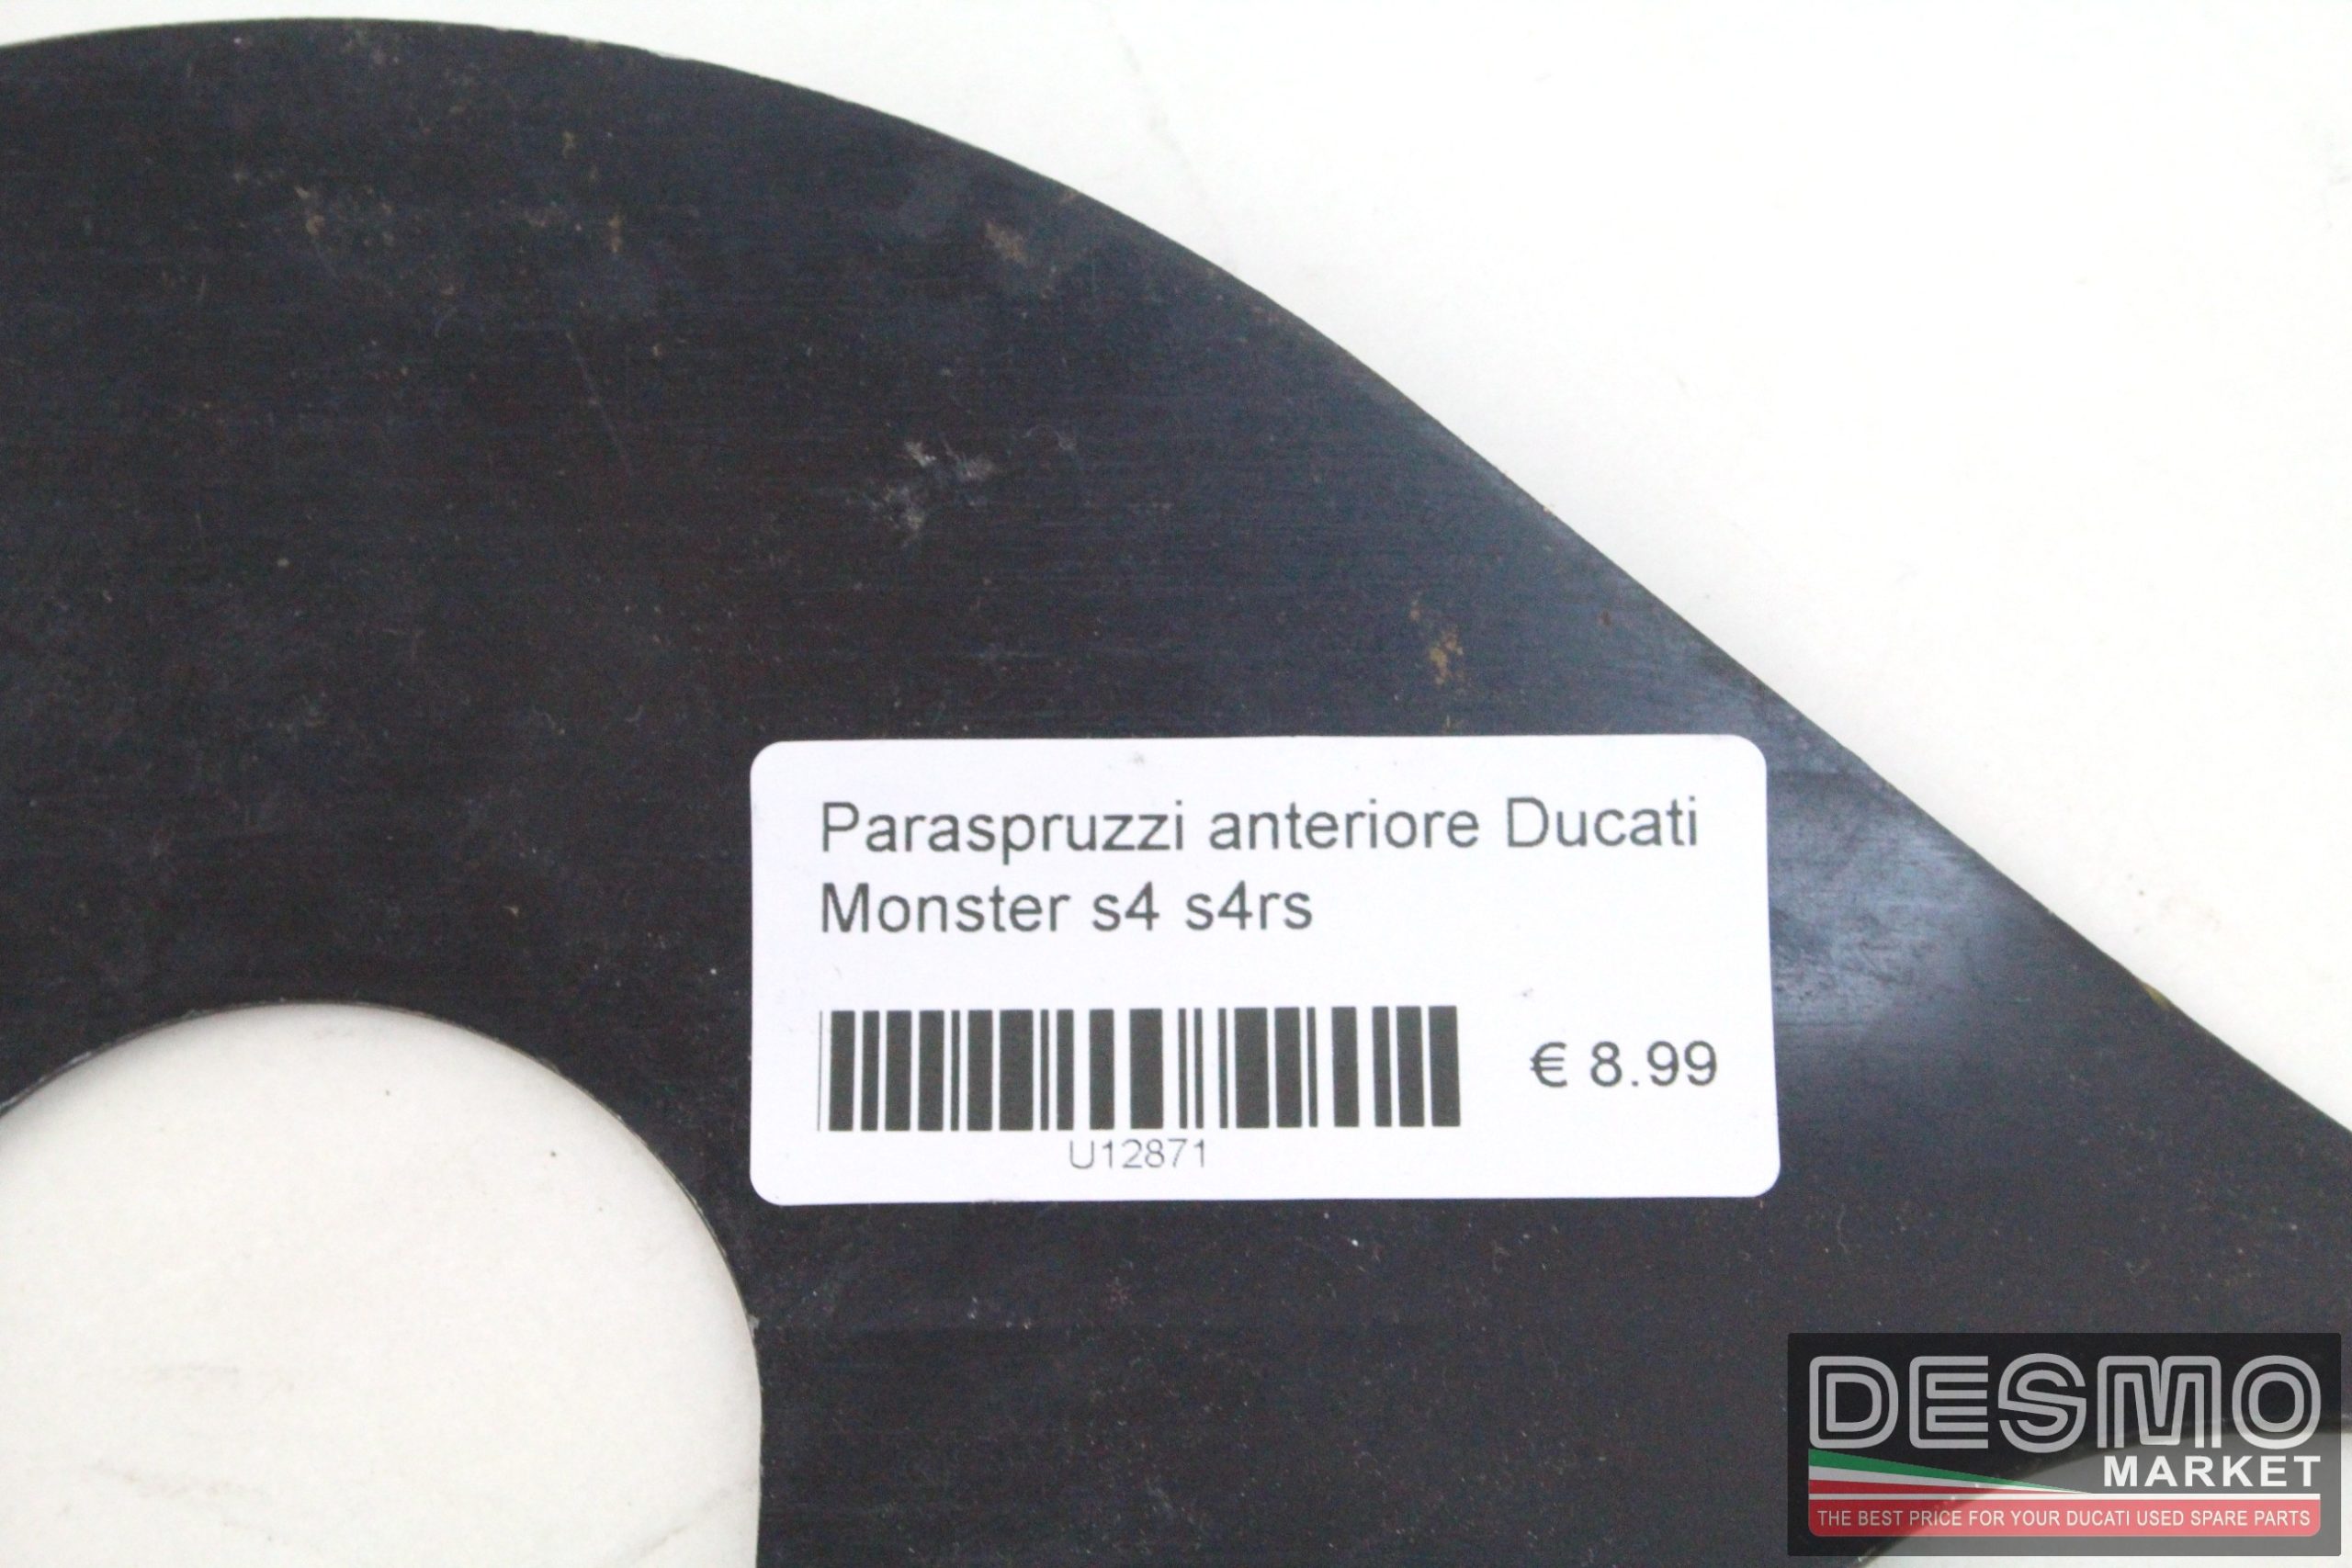 Paraspruzzi anteriore Ducati
Monster s4 s4rs
€ 8.99
U12871
DESMO
MARKET
THE BEST PRICE FOR YOUR DUCATI USED SPARE PARTS